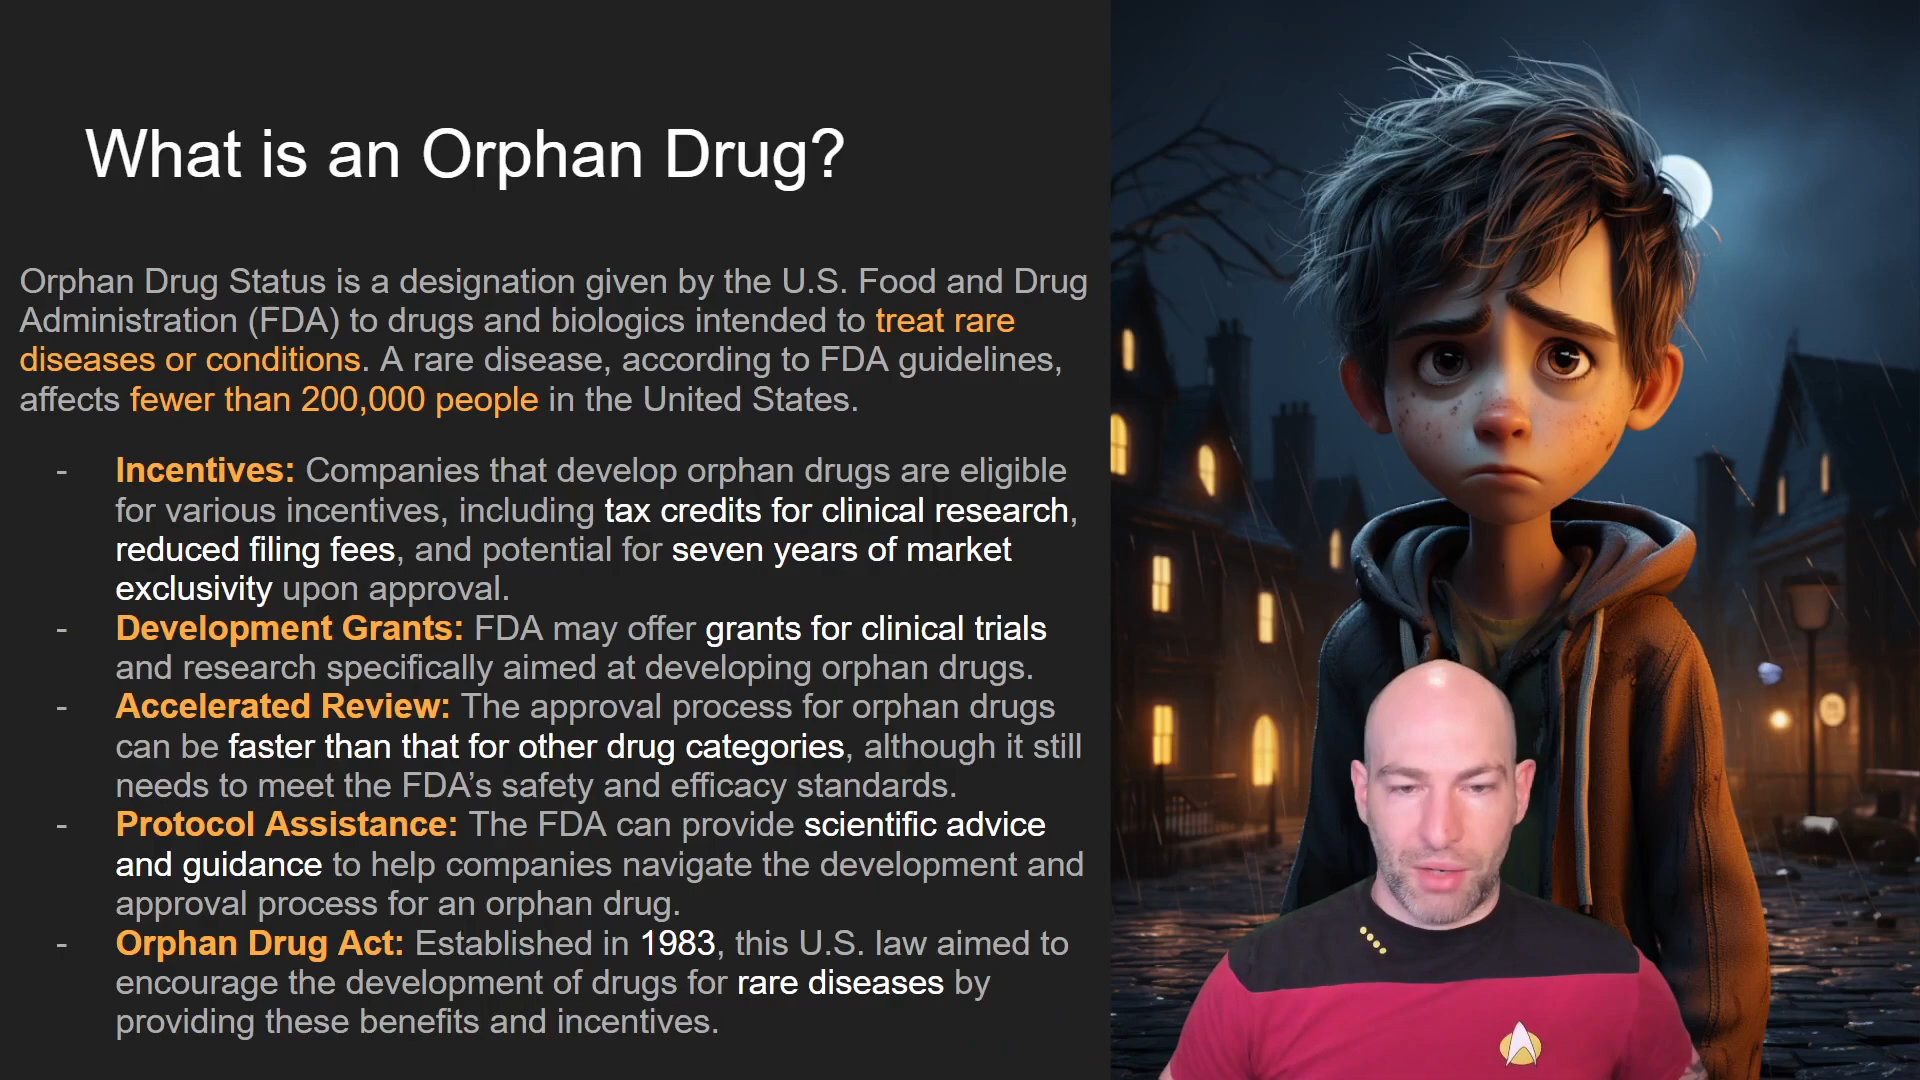 What is an Orphan Drug?
Orphan Drug Status is a designation given by the U.S. Food and Drug
Administration (FDA) to drugs and biologics intended to treat rare
diseases or conditions. A rare disease, according to FDA guidelines,
affects fewer than 200,000 people in the United States.
- Incentives: Companies that develop orphan drugs are eligible
for various incentives, including tax credits for clinical research,
reduced filing fees, and potential for seven years of market
exclusivity upon approval.
- Development Grants: FDA may offer grants for clinical trials
and research specifically aimed at developing orphan drugs.
- Accelerated Review: The approval process for orphan drugs
can be faster than that for other drug categories, although it still
needs to meet the FDA’s safety and efficacy standards.
- Protocol Assistance: The FDA can provide scientific advice
and guidance to help companies navigate the development and
approval process for an orphan drug.
- Orphan Drug Act: Established in 1983, this U.S. law aimed to
encourage the development of drugs for rare diseases by
providing these benefits and incentives.